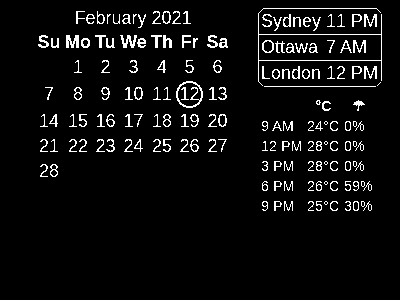 February 2021
Su Mo Tu We Th Fr Sa
1 2 3 4 5 6
7 8 9 10 11 12 13
14 15 16 17 18 19 20
21 22 23 24 25 26 27
28
Sydney 11 PM
Ottawa 7 AM
London 12 PM
°C ☂
9 AM 24°C 0%
12 PM 28°C 0%
3 PM 28°C 0%
6 PM 26°C 59%
9 PM 25°C 30%